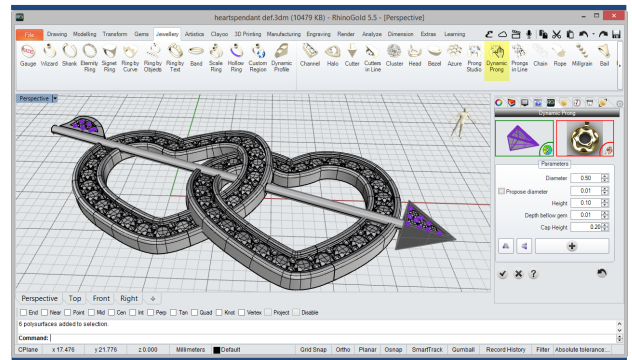 heartspendant def.3dm (10479 KB) - RhinoGold 5.5 - [Perspective]
File Drawing Modelling Transform Gems Jewellery Artistics Clayoo 3D Printing Manufacturing Engraving Render Analyze Dimension Extras Learning
Gauge Wizard Shank Eternity Ring Signet Ring Ring by Curve Ring by Objects Ring by Text Band Scale Ring Hollow Ring Custom Region Dynamic Profile Channel Halo Cutter Cutters in Line Cluster Head Bezel Azure Prong Studio Dynamic Prong Prongs in Line Chain Rope Millgrain Bail
Perspective
Dynamic Prong
Parameters
Diameter 0.50
Propose diameter 0.01
Height 0.10
Depth bellow gem 0.01
Cap Height 0.20
Perspective Top Front Right
End Near Point Mid Cen Int Perp Tan Quad Knot Vertex Project Disable
6 polysurfaces added to selection.
Command:
CPlane x 17.476 y 21.776 z 0.000 Millimeters Default Grid Snap Ortho Planar Osnap SmartTrack Gumball Record History Filter Absolute tolerance:...